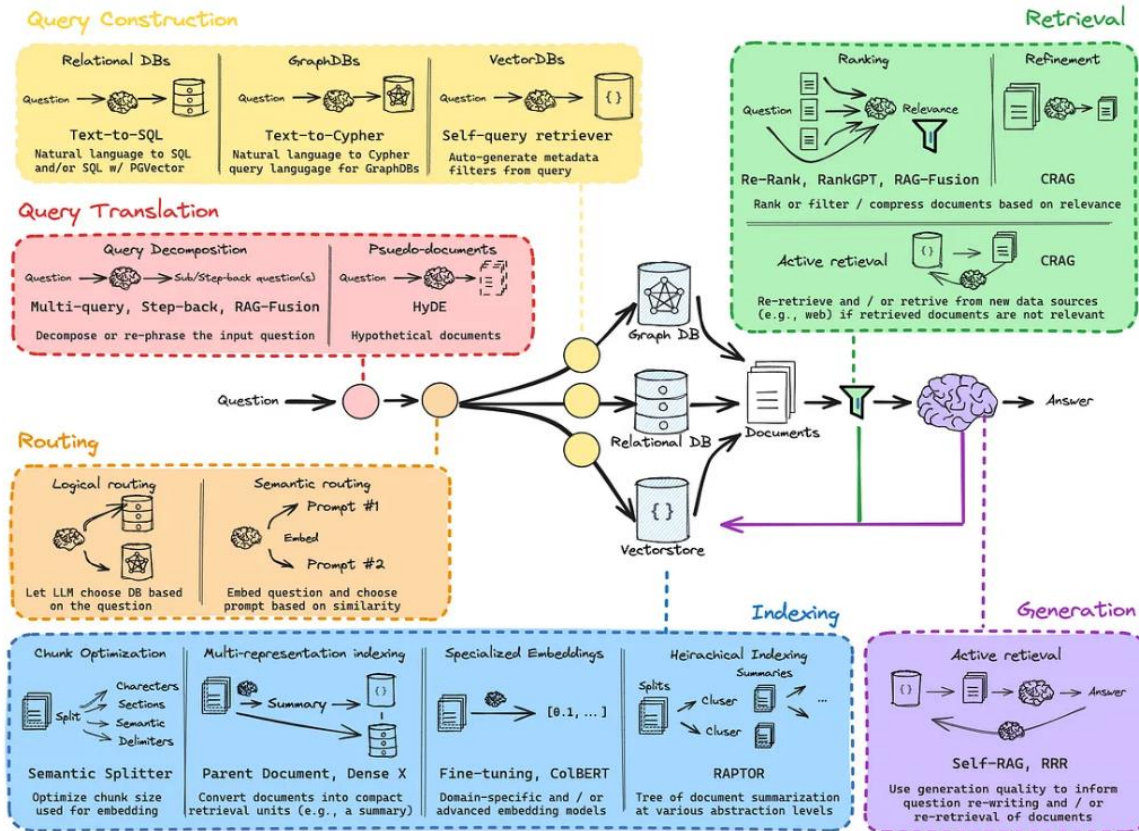 Query Construction
Relational DBs
Question
Text-to-SQL
Natural language to SQL
and/or SQL w/ PGVector
GraphDBs
Question
Text-to-Cypher
Natural language to Cypher
query langugage for GraphDBs
VectorDBs
Question
{ }
Self-query retriever
Auto-generate metadata
filters from query
Retrieval
Ranking
Question
Relevance
Re-Rank, RankGPT, RAG-Fusion
Refinement
CRAG
Rank or filter / compress documents based on relevance
Active retieval
{ }
CRAG
Re-retrieve and / or retrive from new data sources
(e.g., web) if retrieved documents are not relevant
Query Translation
Query Decomposition
Question
Sub/Step-back question(s)
Multi-query, Step-back, RAG-Fusion
Decompose or re-phrase the input question
Psuedo-documents
Question
HyDE
Hypothetical documents
Question
Graph DB
Relational DB
{ }
Vectorstore
Documents
Answer
Routing
Logical routing
Let LLM choose DB based
on the question
Semantic routing
Prompt #1
Embed
Prompt #2
Embed question and choose
prompt based on similarity
Indexing
Chunk Optimization
Split
Charecters
Sections
Semantic
Delimiters
Semantic Splitter
Optimize chunk size
used for embedding
Multi-representation indexing
Summary
{ }
Parent Document, Dense X
Convert documents into compact
retrieval units (e.g., a summary)
Specialized Embeddings
[0.1, ...]
Fine-tuning, ColBERT
Domain-specific and / or
advanced embedding models
Heirachical Indexing
Summaries
Splits
Cluser
Cluser
...
RAPTOR
Tree of document summarization
at various abstraction levels
Generation
Active retieval
{ }
Answer
Self-RAG, RRR
Use generation quality to inform
question re-writing and / or
re-retrieval of documents